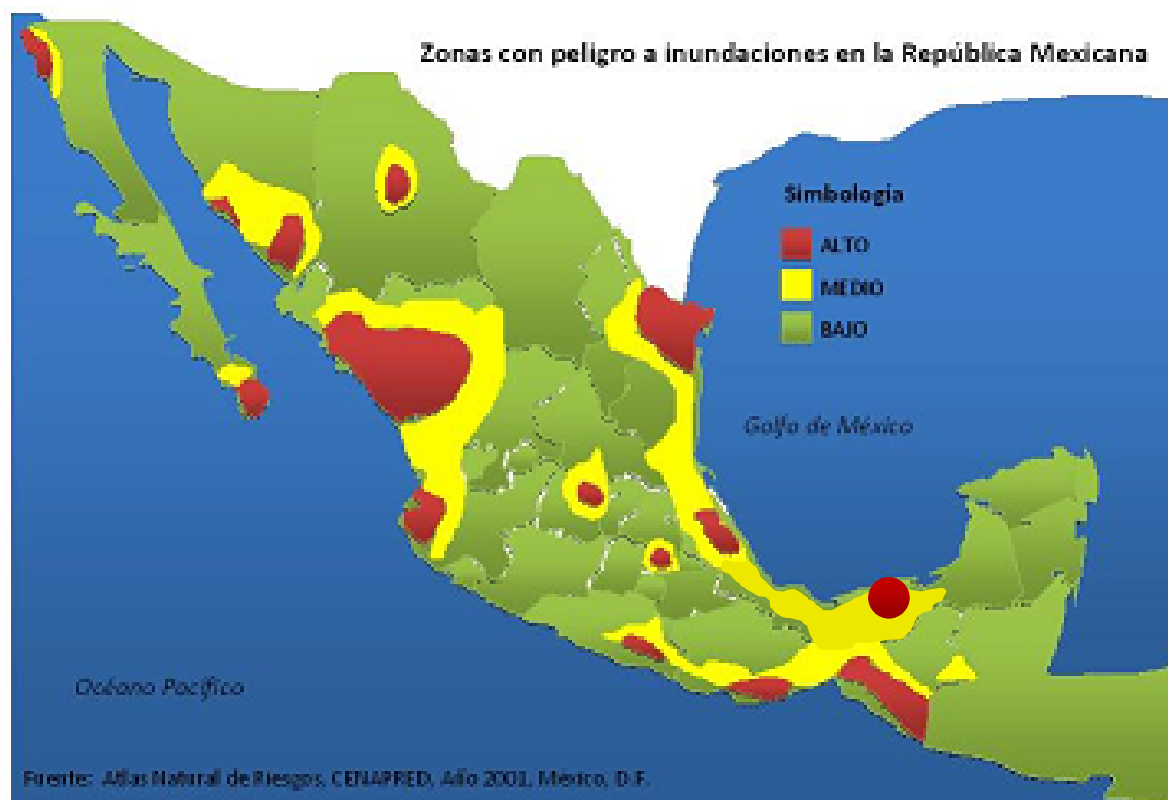 Zonas con peligro a inundaciones en la República Mexicana
Simbología
ALTO
MEDIO
BAJO
Golfo de México
Océano Pacífico
Fuente: Atlas Natural de Riesgos, CENAPRED, Año 2001, México, D.F.